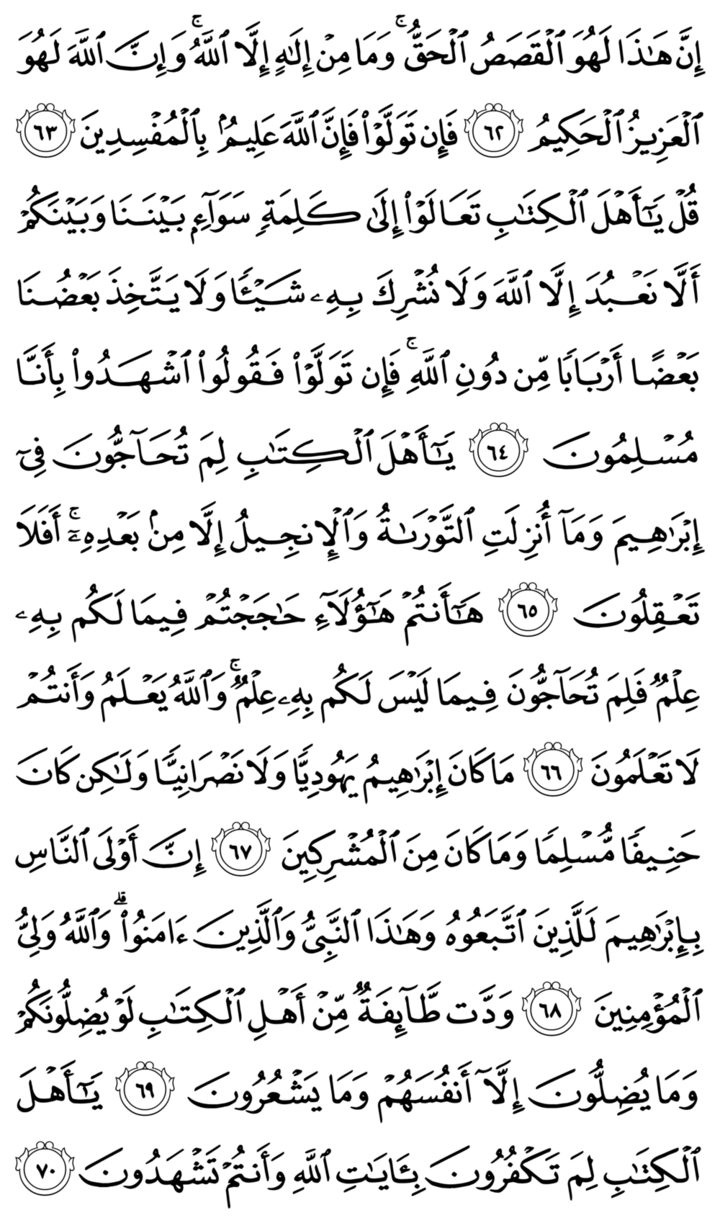 إِنَّ هَـٰذَا لَهُوَ ٱلْقَصَصُ ٱلْحَقُّ ۚ وَمَا مِنْ إِلَـٰهٍ إِلَّا ٱللَّهُ ۚ وَإِنَّ ٱللَّهَ لَهُوَ
ٱلْعَزِيزُ ٱلْحَكِيمُ ٦٢ فَإِن تَوَلَّوْا۟ فَإِنَّ ٱللَّهَ عَلِيمٌۢ بِٱلْمُفْسِدِينَ ٦٣
قُلْ يَـٰٓأَهْلَ ٱلْكِتَـٰبِ تَعَالَوْا۟ إِلَىٰ كَلِمَةٍ سَوَآءٍۭ بَيْنَنَا وَبَيْنَكُمْ
أَلَّا نَعْبُدَ إِلَّا ٱللَّهَ وَلَا نُشْرِكَ بِهِۦ شَيْـًٔا وَلَا يَتَّخِذَ بَعْضُنَا
بَعْضًا أَرْبَابًا مِّن دُونِ ٱللَّهِ ۚ فَإِن تَوَلَّوْا۟ فَقُولُوا۟ ٱشْهَدُوا۟ بِأَنَّا
مُسْلِمُونَ ٦٤ يَـٰٓأَهْلَ ٱلْكِتَـٰبِ لِمَ تُحَآجُّونَ فِىٓ
إِبْرَٰهِيمَ وَمَآ أُنزِلَتِ ٱلتَّوْرَىٰةُ وَٱلْإِنجِيلُ إِلَّا مِنۢ بَعْدِهِۦٓ ۚ أَفَلَا
تَعْقِلُونَ ٦٥ هَـٰٓأَنتُمْ هَـٰٓؤُلَآءِ حَـٰجَجْتُمْ فِيمَا لَكُم بِهِۦ
عِلْمٌ فَلِمَ تُحَآجُّونَ فِيمَا لَيْسَ لَكُم بِهِۦ عِلْمٌ ۚ وَٱللَّهُ يَعْلَمُ وَأَنتُمْ
لَا تَعْلَمُونَ ٦٦ مَا كَانَ إِبْرَٰهِيمُ يَهُودِيًّا وَلَا نَصْرَانِيًّا وَلَـٰكِن كَانَ
حَنِيفًا مُّسْلِمًا وَمَا كَانَ مِنَ ٱلْمُشْرِكِينَ ٦٧ إِنَّ أَوْلَى ٱلنَّاسِ
بِإِبْرَٰهِيمَ لَلَّذِينَ ٱتَّبَعُوهُ وَهَـٰذَا ٱلنَّبِىُّ وَٱلَّذِينَ ءَامَنُوا۟ ۗ وَٱللَّهُ وَلِىُّ
ٱلْمُؤْمِنِينَ ٦٨ وَدَّت طَّآئِفَةٌ مِّنْ أَهْلِ ٱلْكِتَـٰبِ لَوْ يُضِلُّونَكُمْ
وَمَا يُضِلُّونَ إِلَّآ أَنفُسَهُمْ وَمَا يَشْعُرُونَ ٦٩ يَـٰٓأَهْلَ
ٱلْكِتَـٰبِ لِمَ تَكْفُرُونَ بِـَٔايَـٰتِ ٱللَّهِ وَأَنتُمْ تَشْهَدُونَ ٧٠